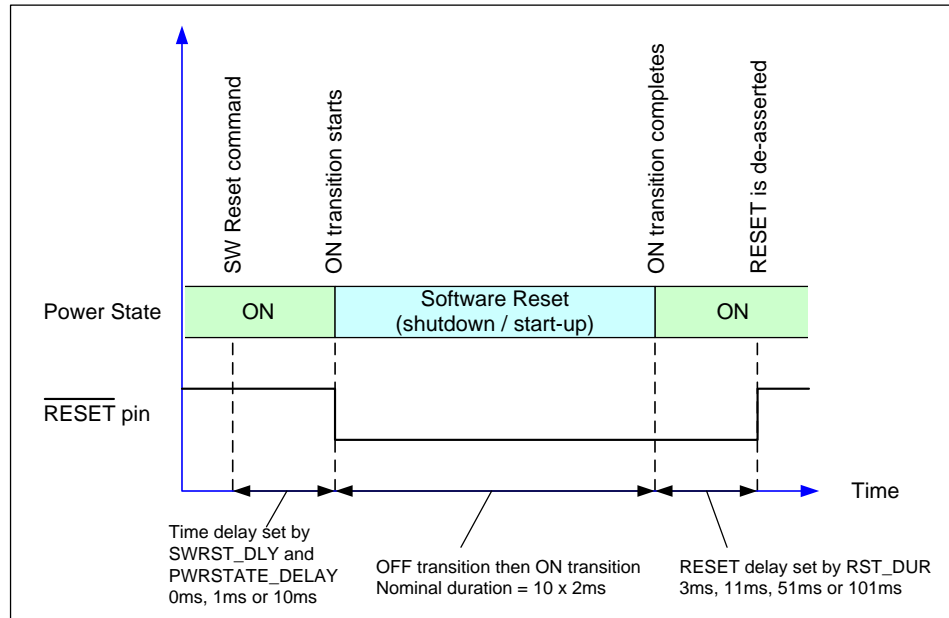 SW Reset command
ON transition starts
ON transition completes
RESET is de-asserted
Power State
ON
Software Reset
(shutdown / start-up)
ON
RESET pin
Time
Time delay set by
SWRST_DLY and
PWRSTATE_DELAY
0ms, 1ms or 10ms
OFF transition then ON transition
Nominal duration = 10 x 2ms
RESET delay set by RST_DUR
3ms, 11ms, 51ms or 101ms